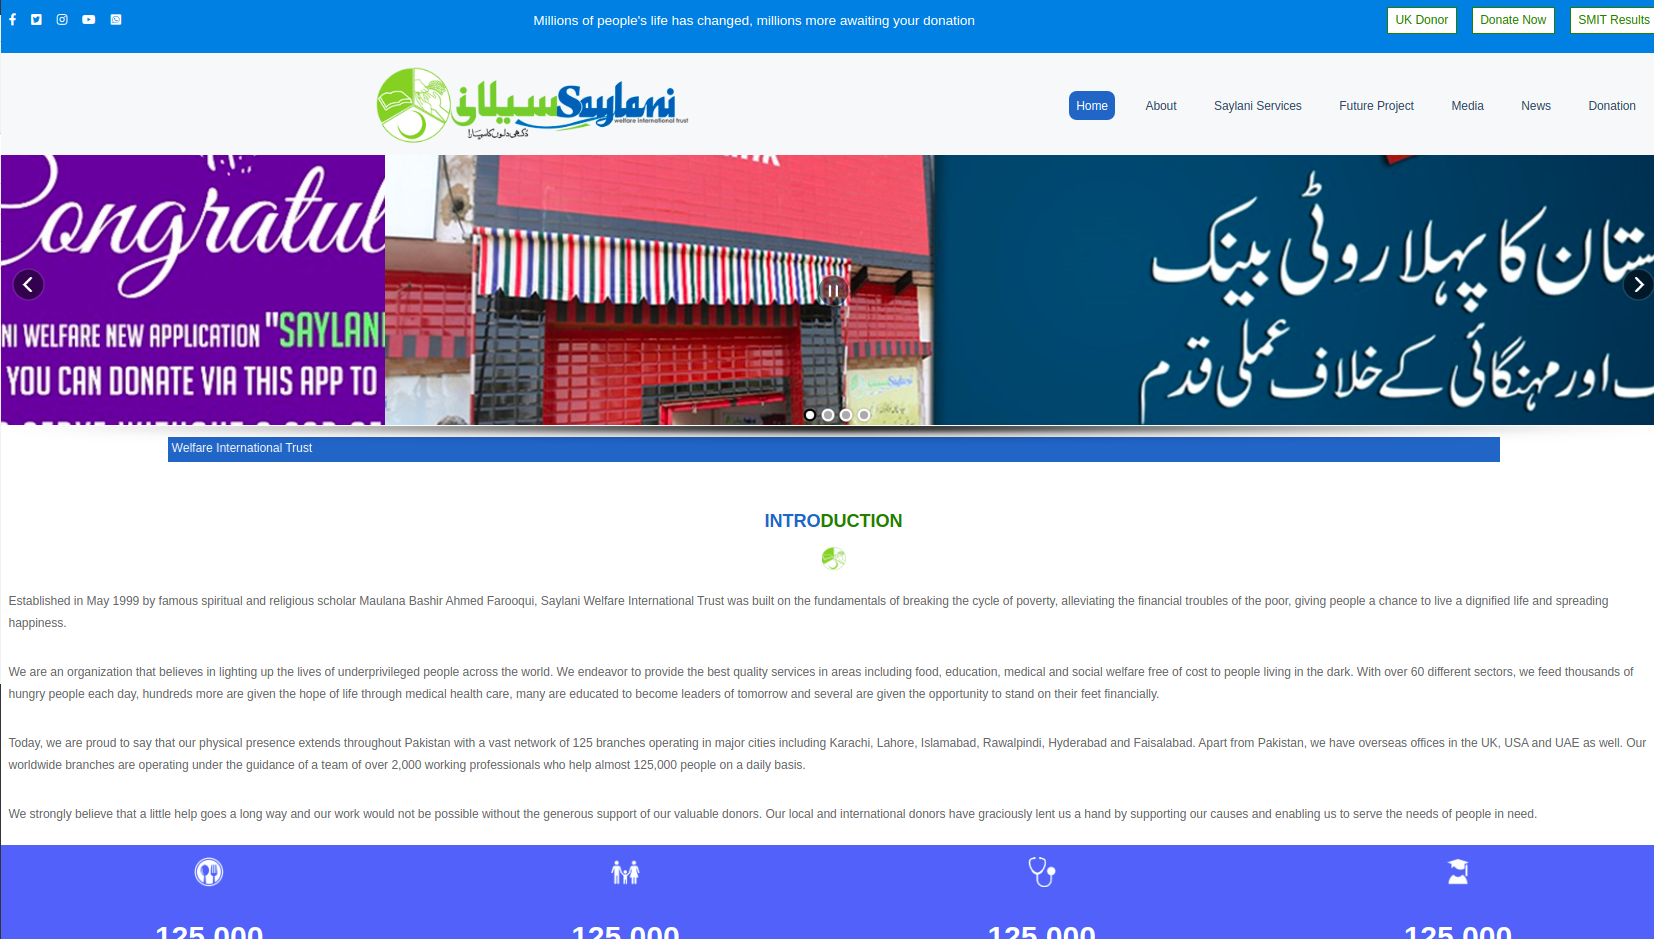 Millions of people's life has changed, millions more awaiting your donation
UK Donor
Donate Now
SMIT Results
سیلانی Saylani
welfare international trust
Home
About
Saylani Services
Future Project
Media
News
Donation
Congratul
NI WELFARE NEW APPLICATION "SAYLANI
YOU CAN DONATE VIA THIS APP TO
ستان کا پہلا روٹی بینک
اور مہنگائی کے خلاف عملی قدم
Welfare International Trust
INTRODUCTION
Established in May 1999 by famous spiritual and religious scholar Maulana Bashir Ahmed Farooqui, Saylani Welfare International Trust was built on the fundamentals of breaking the cycle of poverty, alleviating the financial troubles of the poor, giving people a chance to live a dignified life and spreading
happiness.
We are an organization that believes in lighting up the lives of underprivileged people across the world. We endeavor to provide the best quality services in areas including food, education, medical and social welfare free of cost to people living in the dark. With over 60 different sectors, we feed thousands of
hungry people each day, hundreds more are given the hope of life through medical health care, many are educated to become leaders of tomorrow and several are given the opportunity to stand on their feet financially.
Today, we are proud to say that our physical presence extends throughout Pakistan with a vast network of 125 branches operating in major cities including Karachi, Lahore, Islamabad, Rawalpindi, Hyderabad and Faisalabad. Apart from Pakistan, we have overseas offices in the UK, USA and UAE as well. Our
worldwide branches are operating under the guidance of a team of over 2,000 working professionals who help almost 125,000 people on a daily basis.
We strongly believe that a little help goes a long way and our work would not be possible without the generous support of our valuable donors. Our local and international donors have graciously lent us a hand by supporting our causes and enabling us to serve the needs of people in need.
125,000
125,000
125,000
125,000